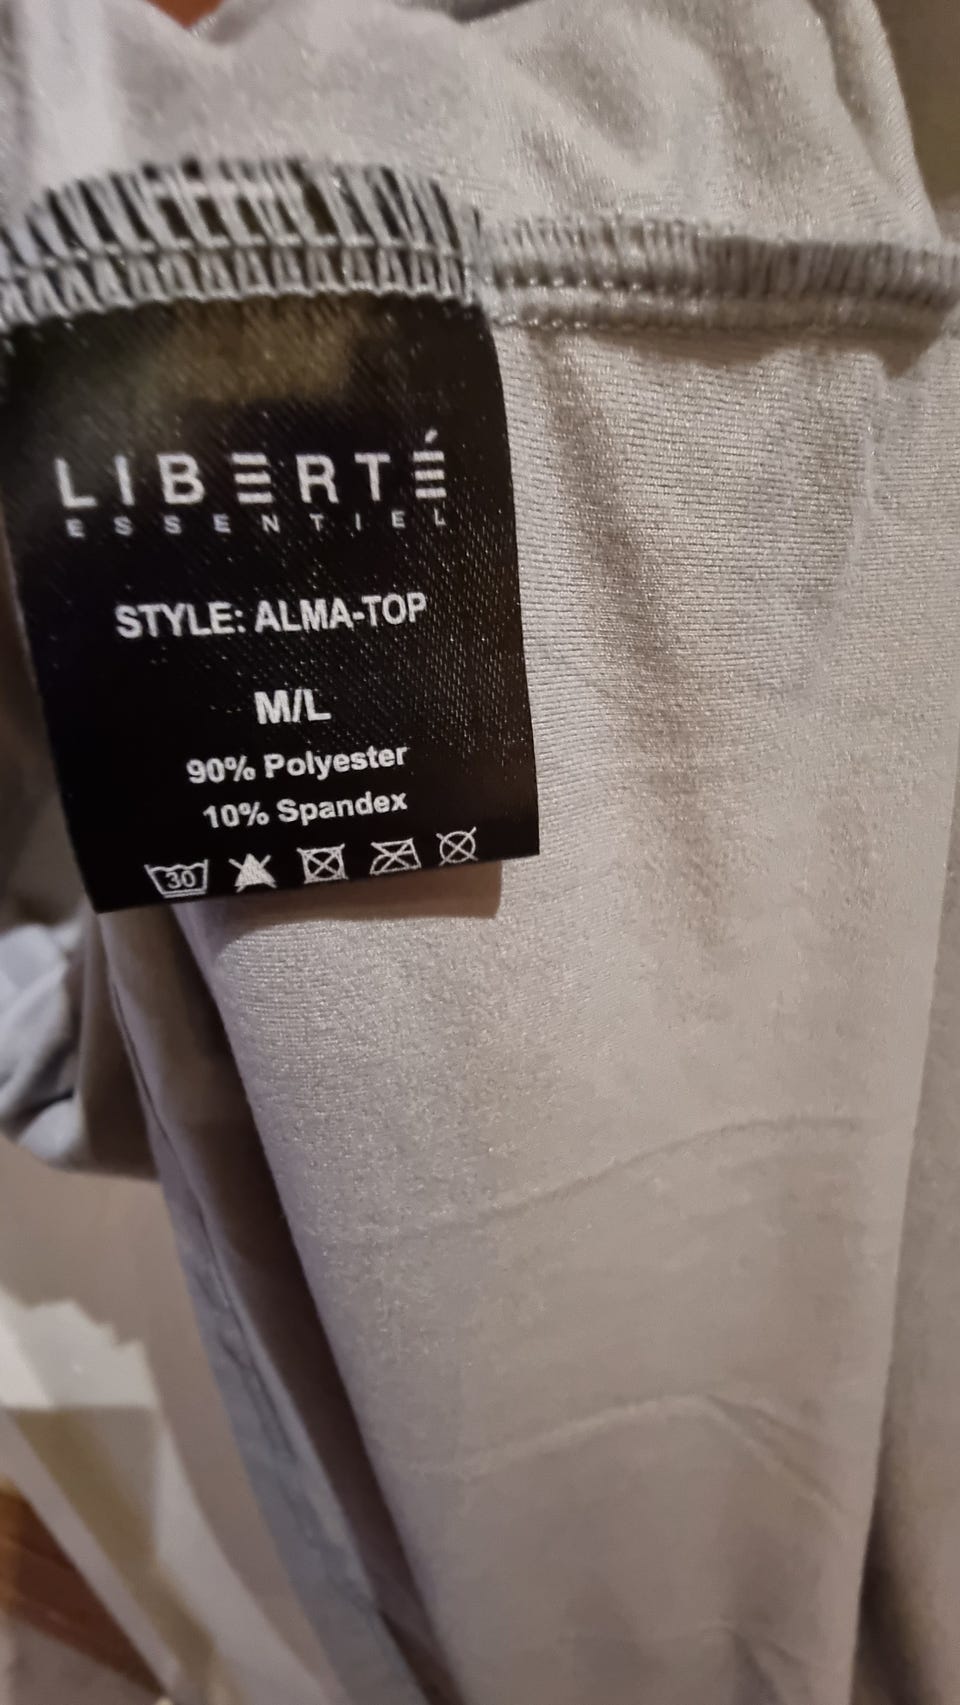 LIBERTÉ
ESSENTIEL
STYLE: ALMA-TOP
M/L
90% Polyester
10% Spandex
30